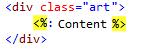 <div class="art">
<%: Content %>
</div>